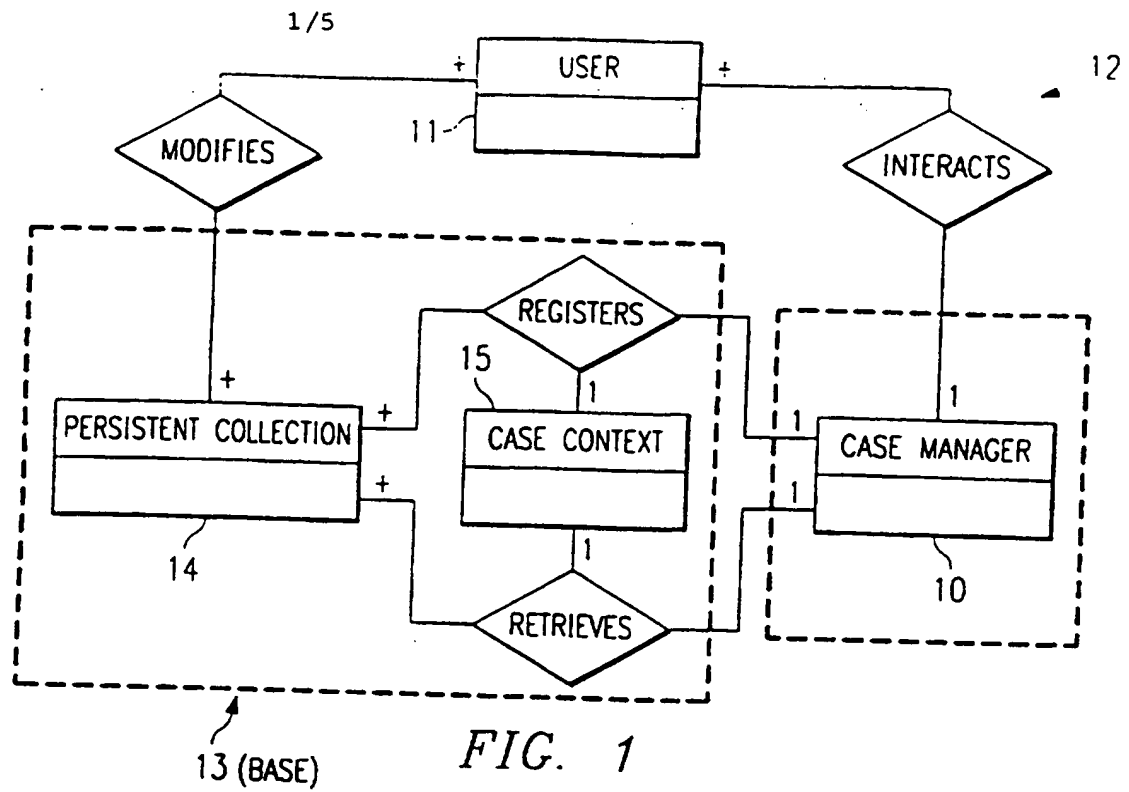 1/5
+ USER +
12
11
MODIFIES
INTERACTS
REGISTERS
15
+
1
1
PERSISTENT COLLECTION
+
CASE CONTEXT
1
CASE MANAGER
+
1
14
1
10
RETRIEVES
13 (BASE)
FIG. 1